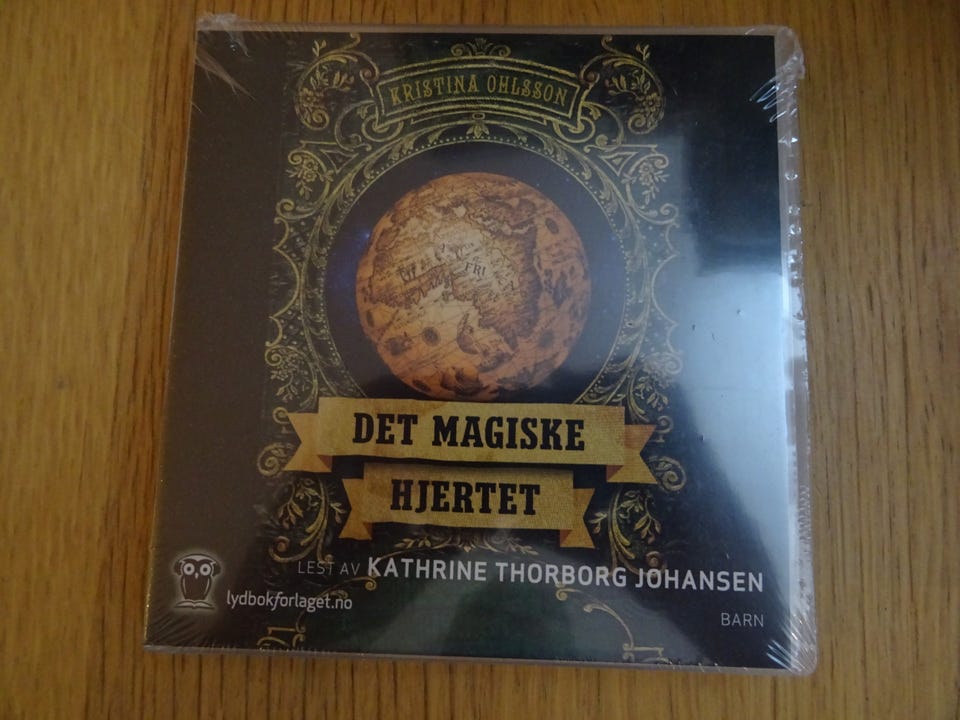 KRISTINA OHLSSON
DET MAGISKE
HJERTET
LEST AV KATHRINE THORBORG JOHANSEN
lydbokforlaget.no
BARN